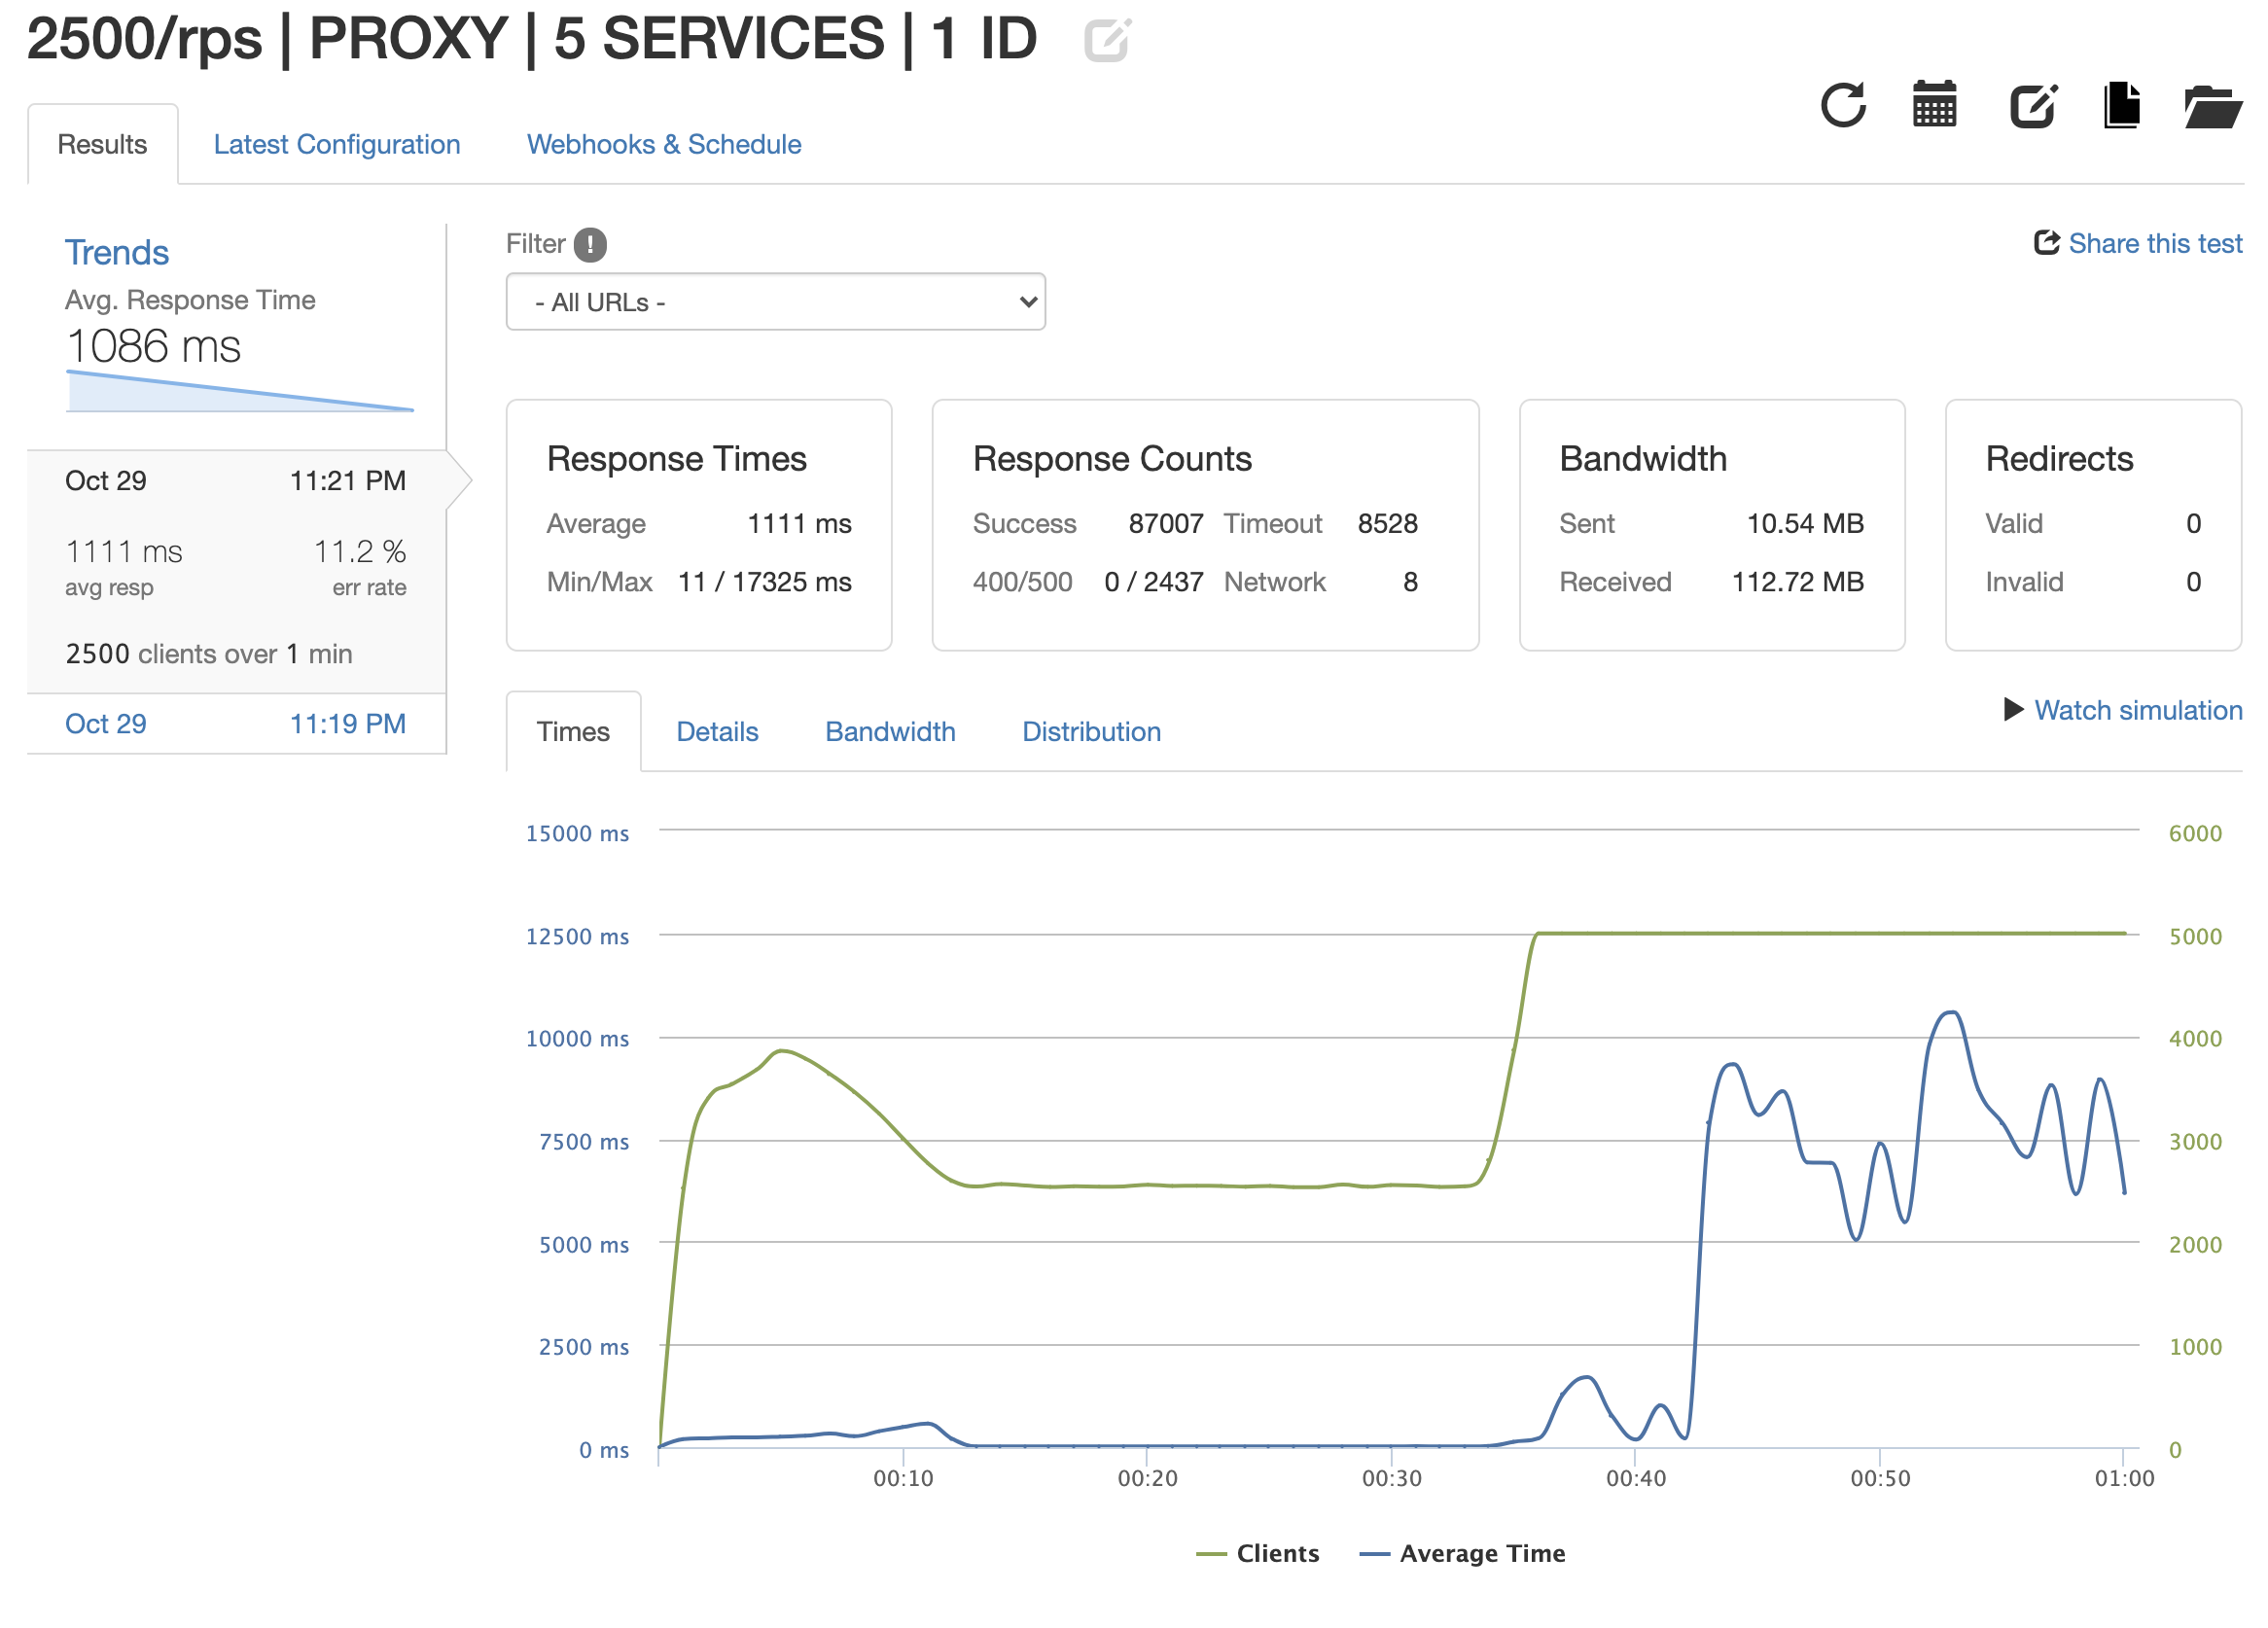 2500/rps | PROXY | 5 SERVICES | 1 ID
Results
Latest Configuration
Webhooks & Schedule
Trends
Avg. Response Time
1086 ms
Oct 29 11:21 PM
1111 ms 11.2 %
avg resp err rate
2500 clients over 1 min
Oct 29 11:19 PM
Filter !
- All URLs -
Share this test
Response Times
Average 1111 ms
Min/Max 11 / 17325 ms
Response Counts
Success 87007 Timeout 8528
400/500 0 / 2437 Network 8
Bandwidth
Sent 10.54 MB
Received 112.72 MB
Redirects
Valid 0
Invalid 0
Times
Details
Bandwidth
Distribution
Watch simulation
15000 ms 6000
12500 ms 5000
10000 ms 4000
7500 ms 3000
5000 ms 2000
2500 ms 1000
0 ms 0
00:10 00:20 00:30 00:40 00:50 01:00
Clients Average Time